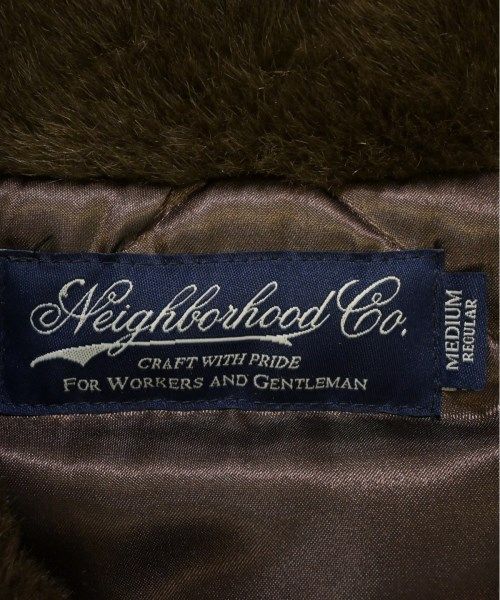 Neighborhood Co.
CRAFT WITH PRIDE
FOR WORKERS AND GENTLEMAN
MEDIUM
REGULAR